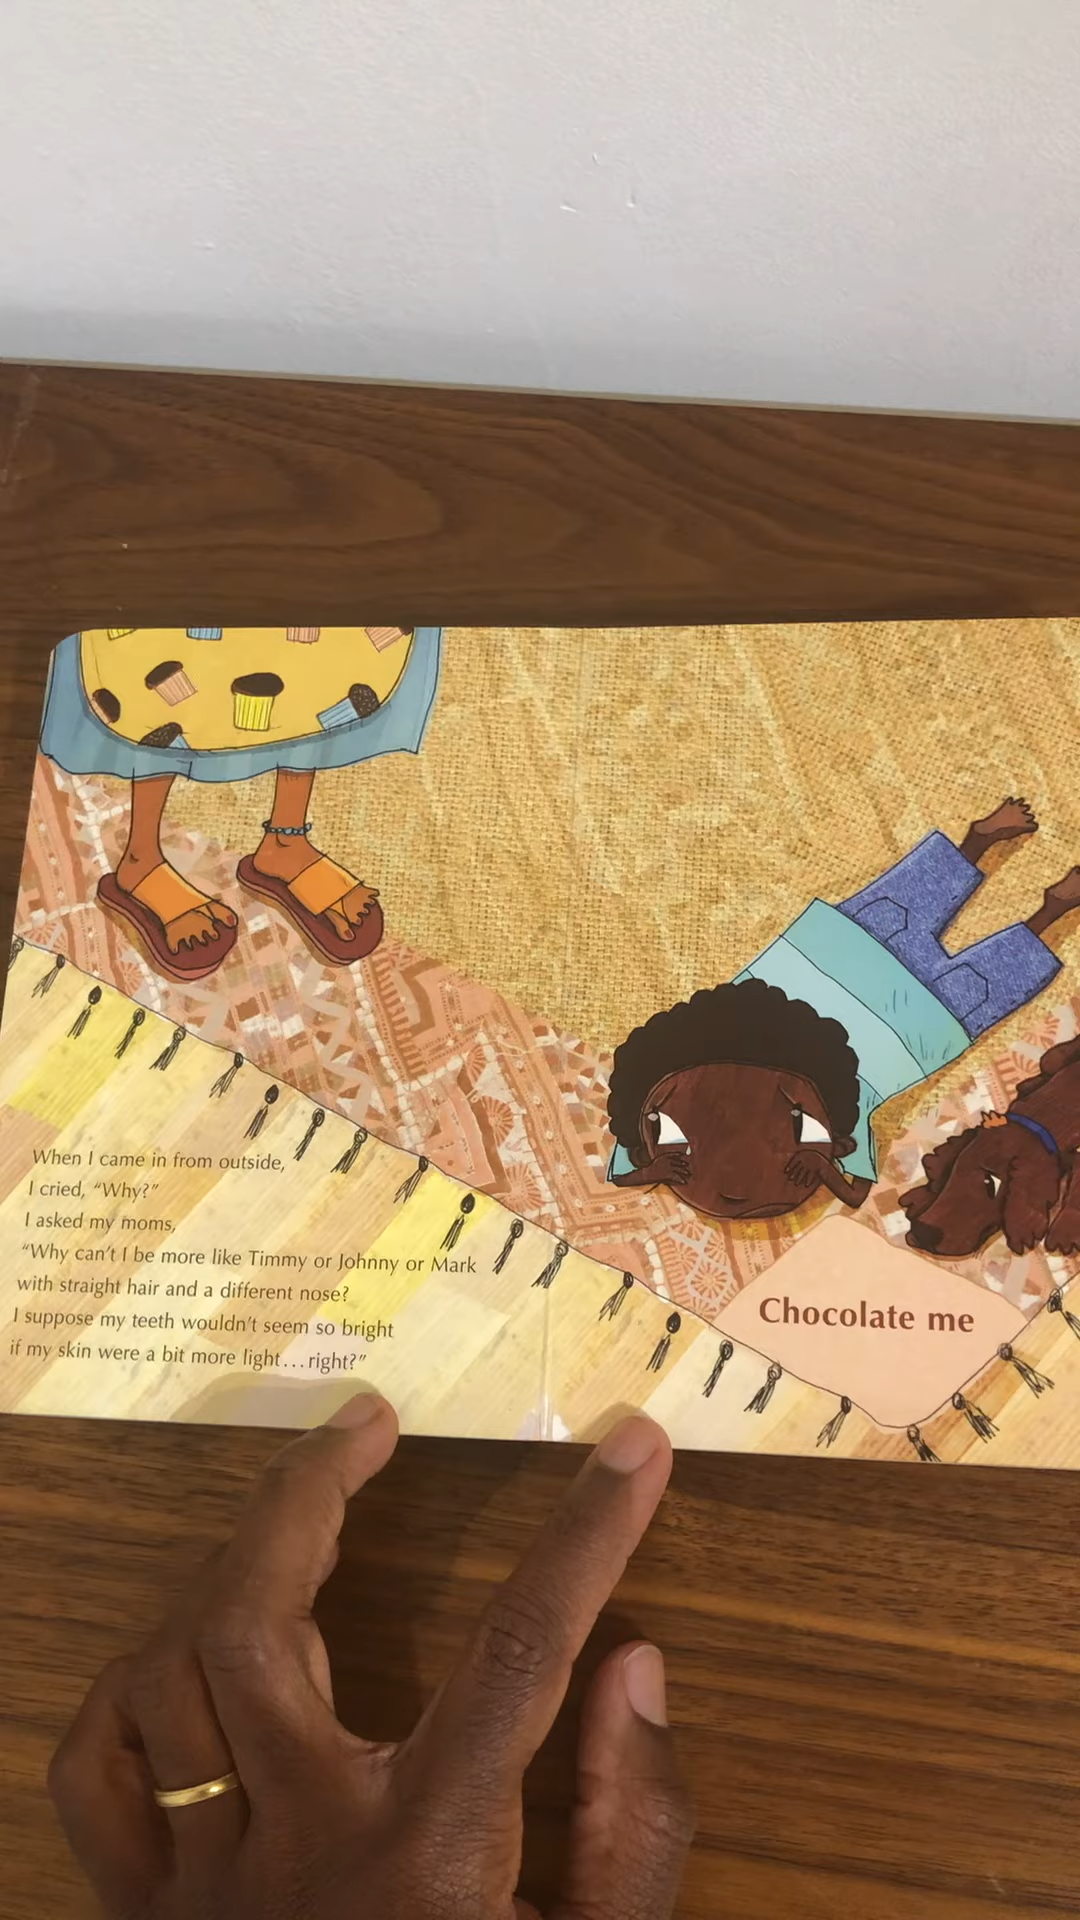 When I came in from outside,
I cried, “Why?”
I asked my moms,
“Why can’t I be more like Timmy or Johnny or Mark
with straight hair and a different nose?
I suppose my teeth wouldn’t seem so bright
if my skin were a bit more light...right?”
Chocolate me